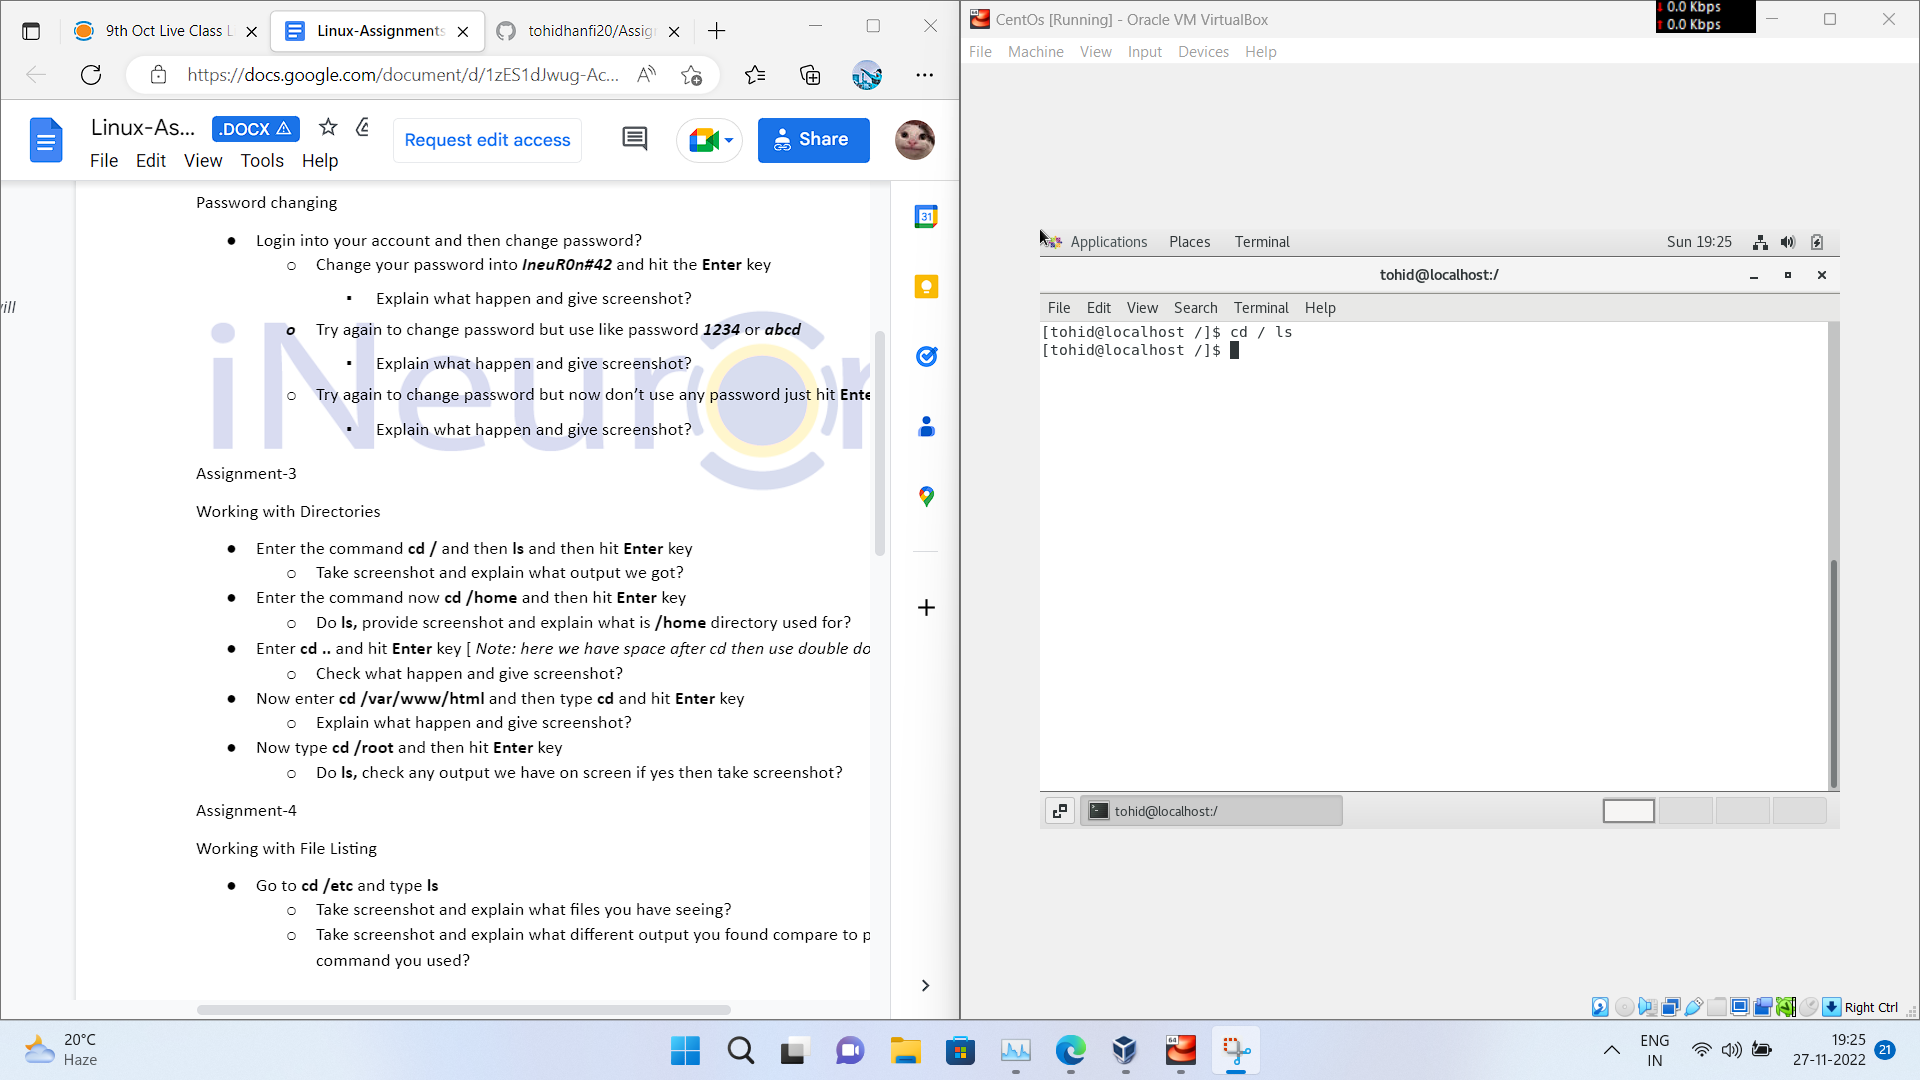 9th Oct Live Class L
Linux-Assignments
tohidhanfi20/Assig
https://docs.google.com/document/d/1zES1dJwug-Ac...
Linux-As...
.DOCX
Request edit access
Share
File Edit View Tools Help
31
Password changing
● Login into your account and then change password?
○ Change your password into IneuR0n#42 and hit the Enter key
▪ Explain what happen and give screenshot?
o Try again to change password but use like password 1234 or abcd
▪ Explain what happen and give screenshot?
○ Try again to change password but now don’t use any password just hit Ente
▪ Explain what happen and give screenshot?
iNeuron
Assignment-3
Working with Directories
● Enter the command cd / and then ls and then hit Enter key
○ Take screenshot and explain what output we got?
● Enter the command now cd /home and then hit Enter key
○ Do ls, provide screenshot and explain what is /home directory used for?
● Enter cd .. and hit Enter key [ Note: here we have space after cd then use double do
○ Check what happen and give screenshot?
● Now enter cd /var/www/html and then type cd and hit Enter key
○ Explain what happen and give screenshot?
● Now type cd /root and then hit Enter key
○ Do ls, check any output we have on screen if yes then take screenshot?
Assignment-4
Working with File Listing
● Go to cd /etc and type ls
○ Take screenshot and explain what files you have seeing?
○ Take screenshot and explain what different output you found compare to p
command you used?
CentOs [Running] - Oracle VM VirtualBox
0.0 Kbps
0.0 Kbps
File Machine View Input Devices Help
Applications Places Terminal
Sun 19:25
tohid@localhost:/
File Edit View Search Terminal Help
[tohid@localhost /]$ cd / ls
[tohid@localhost /]$
tohid@localhost:/
Right Ctrl
20°C
Haze
64
ENG
IN
19:25
27-11-2022
21